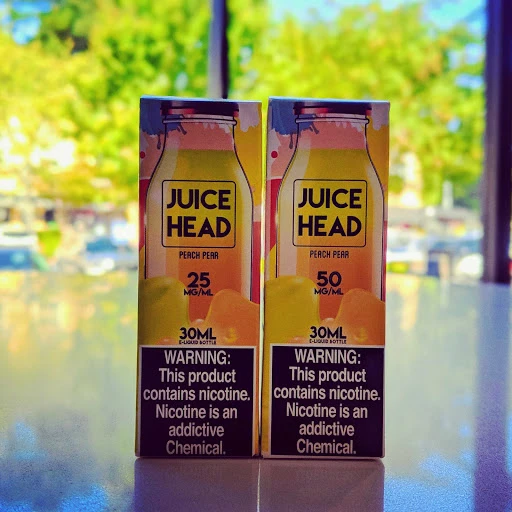 JUICE
HEAD
PEACH PEAR
25
MG/ML
30ML
E-LIQUID BOTTLE
WARNING:
This product
contains nicotine.
Nicotine is an
addictive
Chemical.
JUICE
HEAD
PEACH PEAR
50
MG/ML
30ML
E-LIQUID BOTTLE
WARNING:
This product
contains nicotine.
Nicotine is an
addictive
Chemical.